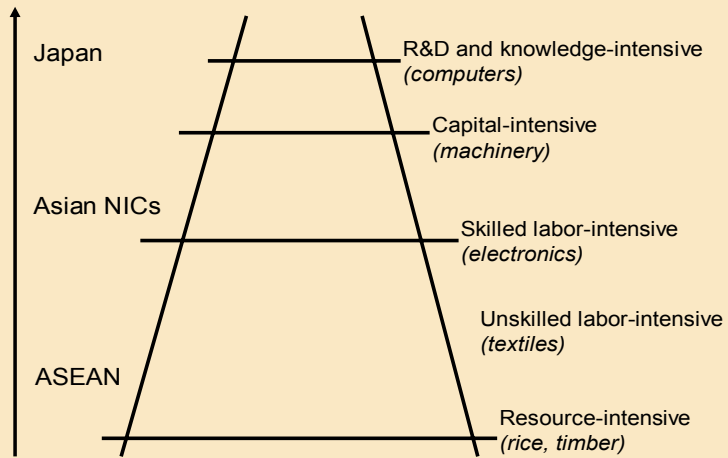 Japan
R&D and knowledge-intensive
(computers)
Capital-intensive
(machinery)
Asian NICs
Skilled labor-intensive
(electronics)
Unskilled labor-intensive
(textiles)
ASEAN
Resource-intensive
(rice, timber)